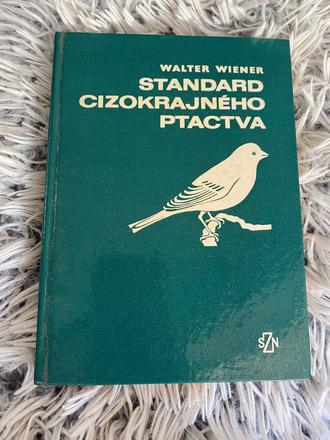 WALTER WIENER
STANDARD
CIZOKRAJNÉHO
PTACTVA
SZN